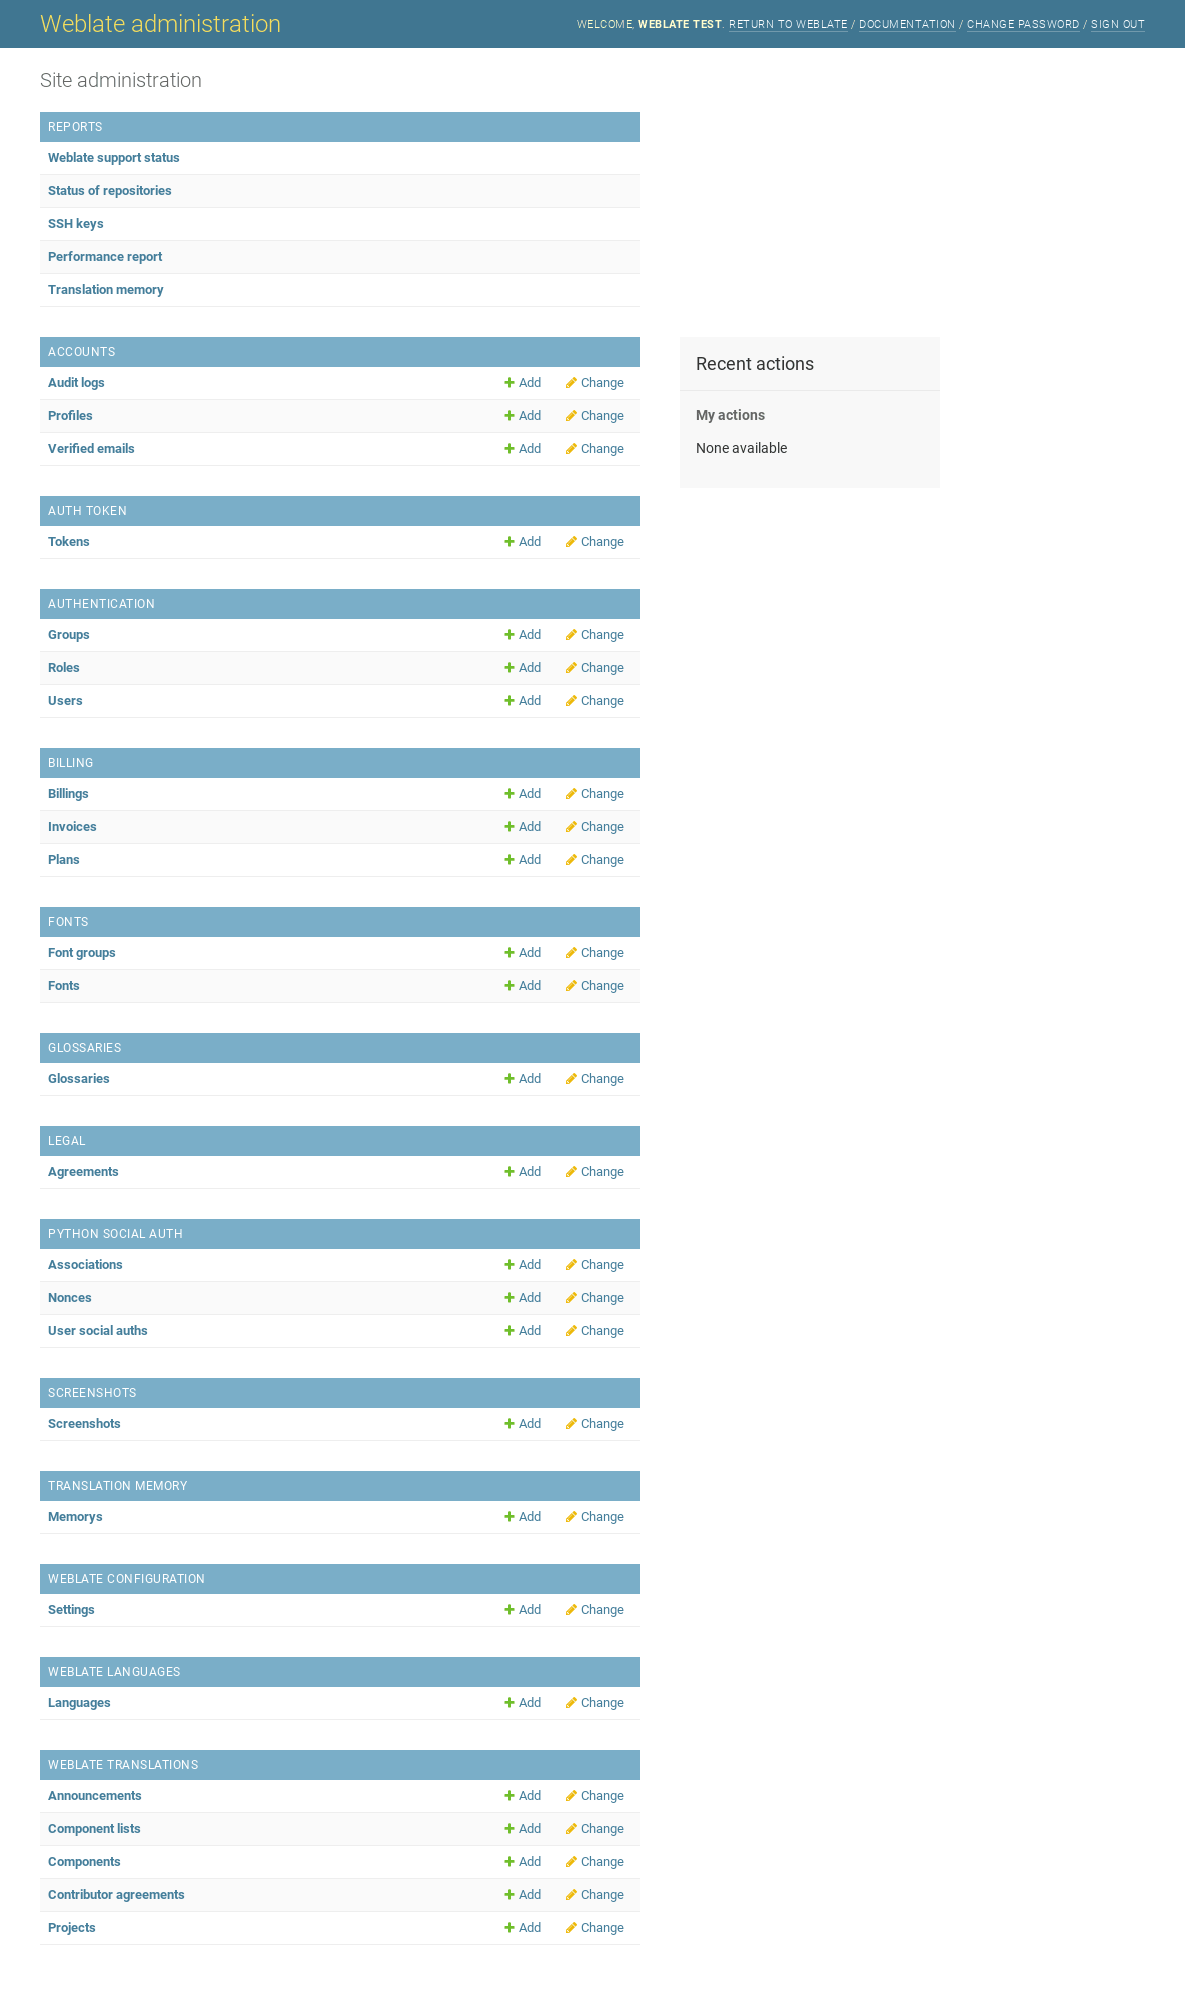 Weblate administration
WELCOME, WEBLATE TEST. RETURN TO WEBLATE / DOCUMENTATION / CHANGE PASSWORD / SIGN OUT
Site administration
REPORTS
Weblate support status
Status of repositories
SSH keys
Performance report
Translation memory
ACCOUNTS
Audit logs Add Change
Profiles Add Change
Verified emails Add Change
Recent actions
My actions
None available
AUTH TOKEN
Tokens Add Change
AUTHENTICATION
Groups Add Change
Roles Add Change
Users Add Change
BILLING
Billings Add Change
Invoices Add Change
Plans Add Change
FONTS
Font groups Add Change
Fonts Add Change
GLOSSARIES
Glossaries Add Change
LEGAL
Agreements Add Change
PYTHON SOCIAL AUTH
Associations Add Change
Nonces Add Change
User social auths Add Change
SCREENSHOTS
Screenshots Add Change
TRANSLATION MEMORY
Memorys Add Change
WEBLATE CONFIGURATION
Settings Add Change
WEBLATE LANGUAGES
Languages Add Change
WEBLATE TRANSLATIONS
Announcements Add Change
Component lists Add Change
Components Add Change
Contributor agreements Add Change
Projects Add Change